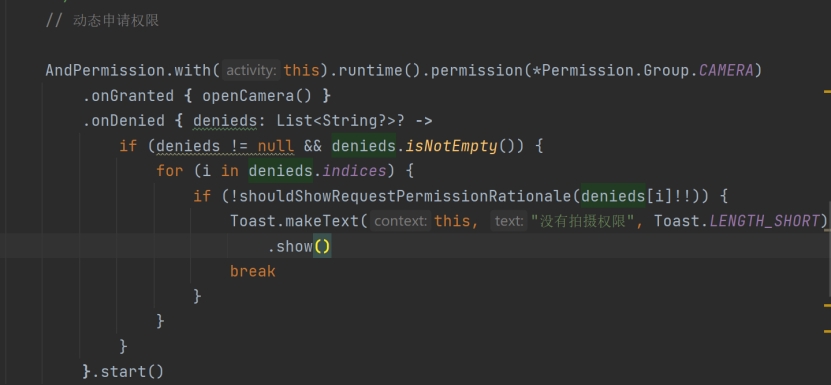 // 动态申请权限
AndPermission.with( activity: this).runtime().permission(*Permission.Group.CAMERA)
.onGranted { openCamera() }
.onDenied { denieds: List<String?>? ->
if (denieds != null && denieds.isNotEmpty()) {
for (i in denieds.indices) {
if (!shouldShowRequestPermissionRationale(denieds[i]!!)) {
Toast.makeText( context: this, text: "没有拍摄权限", Toast.LENGTH_SHORT)
.show()
break
}
}
}
}.start()